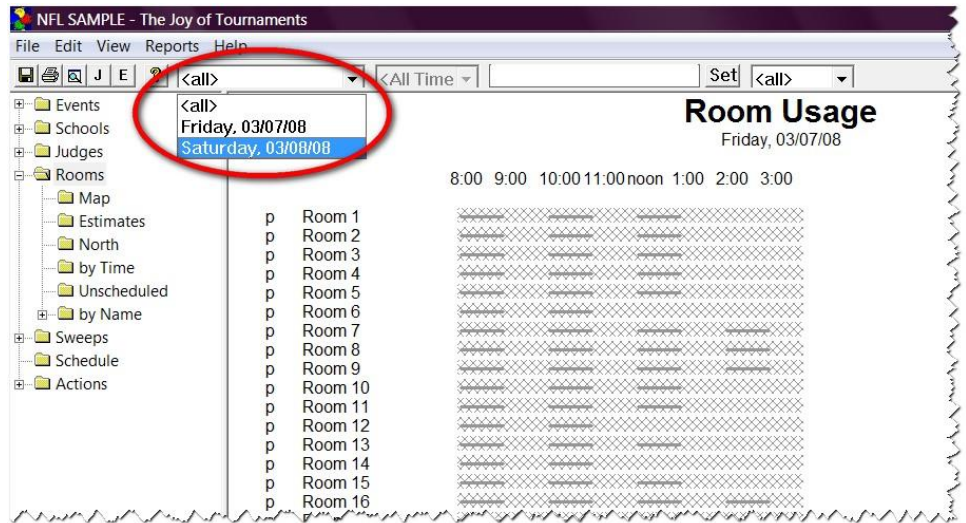 NFL SAMPLE - The Joy of Tournaments
File Edit View Reports Help
J E ? <all> <All Time Set <all>
<all>
Friday, 03/07/08
Saturday, 03/08/08
Events
Schools
Judges
Rooms
Map
Estimates
North
by Time
Unscheduled
by Name
Sweeps
Schedule
Actions
Room Usage
Friday, 03/07/08
8:00 9:00 10:00 11:00 noon 1:00 2:00 3:00
p Room 1
p Room 2
p Room 3
p Room 4
p Room 5
p Room 6
p Room 7
p Room 8
p Room 9
p Room 10
p Room 11
p Room 12
p Room 13
p Room 14
p Room 15
p Room 16